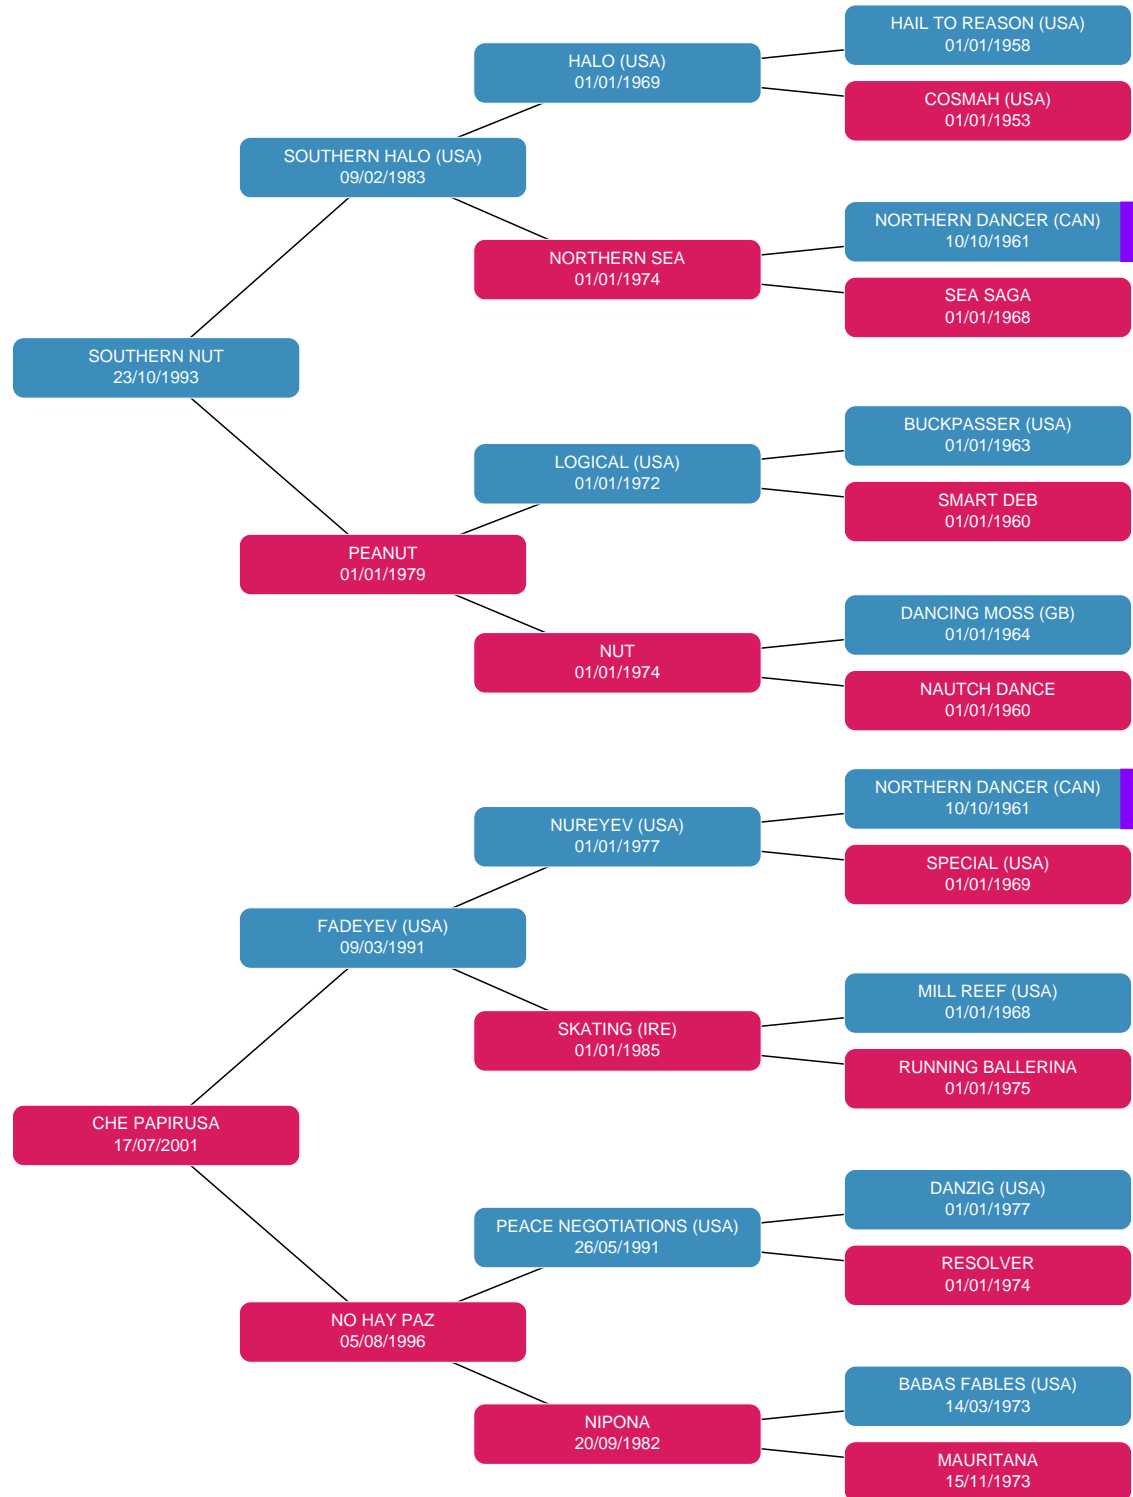 HAIL TO REASON (USA)
01/01/1958
HALO (USA)
01/01/1969
COSMAH (USA)
01/01/1953
SOUTHERN HALO (USA)
09/02/1983
NORTHERN DANCER (CAN)
10/10/1961
NORTHERN SEA
01/01/1974
SEA SAGA
01/01/1968
SOUTHERN NUT
23/10/1993
BUCKPASSER (USA)
01/01/1963
LOGICAL (USA)
01/01/1972
SMART DEB
01/01/1960
PEANUT
01/01/1979
DANCING MOSS (GB)
01/01/1964
NUT
01/01/1974
NAUTCH DANCE
01/01/1960
NORTHERN DANCER (CAN)
10/10/1961
NUREYEV (USA)
01/01/1977
SPECIAL (USA)
01/01/1969
FADEYEV (USA)
09/03/1991
MILL REEF (USA)
01/01/1968
SKATING (IRE)
01/01/1985
RUNNING BALLERINA
01/01/1975
CHE PAPIRUSA
17/07/2001
DANZIG (USA)
01/01/1977
PEACE NEGOTIATIONS (USA)
26/05/1991
RESOLVER
01/01/1974
NO HAY PAZ
05/08/1996
BABAS FABLES (USA)
14/03/1973
NIPONA
20/09/1982
MAURITANA
15/11/1973